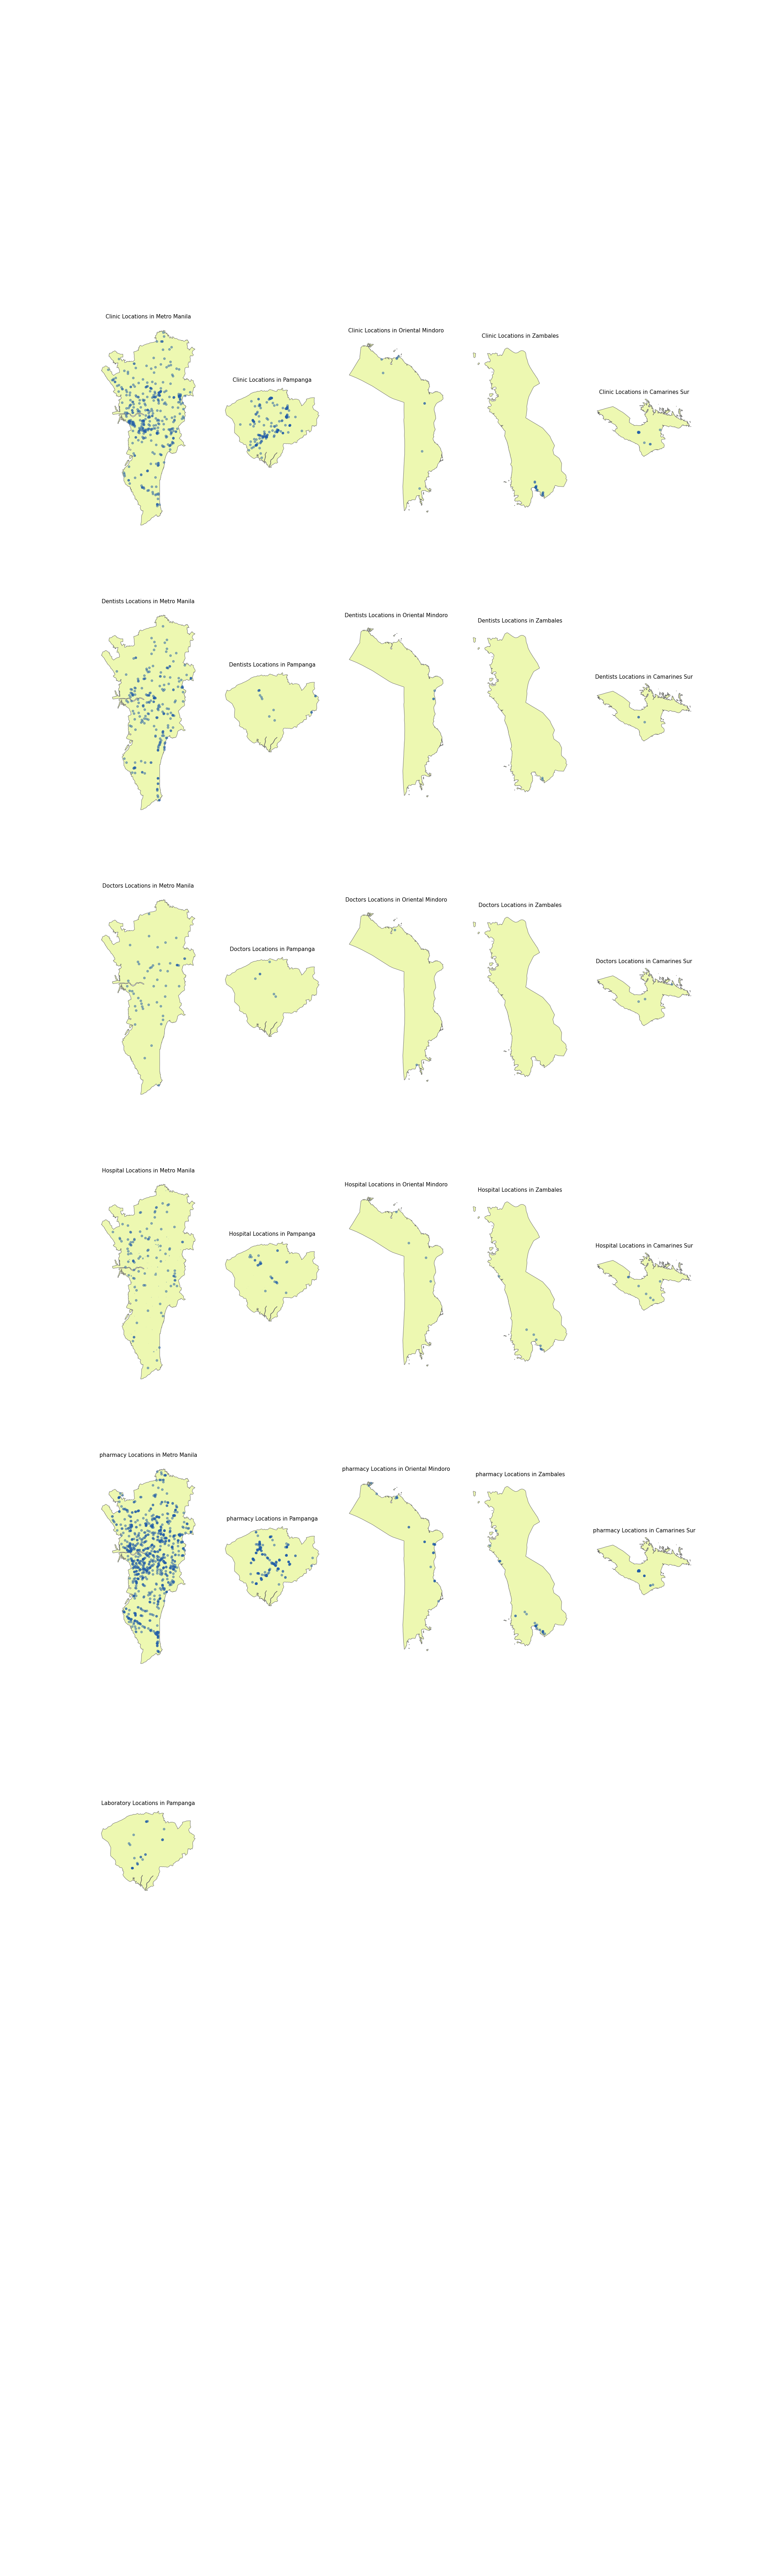 Clinic Locations in Metro Manila
Clinic Locations in Pampanga
Clinic Locations in Oriental Mindoro
Clinic Locations in Zambales
Clinic Locations in Camarines Sur
Dentists Locations in Metro Manila
Dentists Locations in Pampanga
Dentists Locations in Oriental Mindoro
Dentists Locations in Zambales
Dentists Locations in Camarines Sur
Doctors Locations in Metro Manila
Doctors Locations in Pampanga
Doctors Locations in Oriental Mindoro
Doctors Locations in Zambales
Doctors Locations in Camarines Sur
Hospital Locations in Metro Manila
Hospital Locations in Pampanga
Hospital Locations in Oriental Mindoro
Hospital Locations in Zambales
Hospital Locations in Camarines Sur
pharmacy Locations in Metro Manila
pharmacy Locations in Pampanga
pharmacy Locations in Oriental Mindoro
pharmacy Locations in Zambales
pharmacy Locations in Camarines Sur
Laboratory Locations in Pampanga